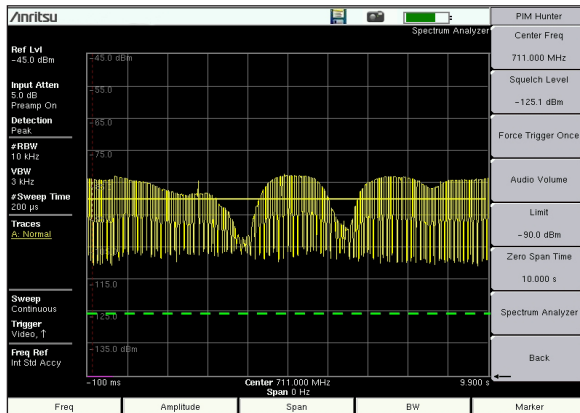 Anritsu
PIM Hunter
Spectrum Analyzer
Ref Lvl
-45.0 dBm
Input Atten
5.0 dB
Preamp On
Detection
Peak
#RBW
10 kHz
VBW
3 kHz
#Sweep Time
200 µs
Traces
A: Normal
Sweep
Continuous
Trigger
Video, ↑
Freq Ref
Int Std Accy
-45.0 dBm
-55.0
-65.0
-75.0
-115.0
-125.0
-135.0 dBm
-100 ms
Center 711.000 MHz
9.900 s
Span 0 Hz
Center Freq
711.000 MHz
Squelch Level
-125.1 dBm
Force Trigger Once
Audio Volume
Limit
-90.0 dBm
Zero Span Time
10.000 s
Spectrum Analyzer
Back
Freq
Amplitude
Span
BW
Marker